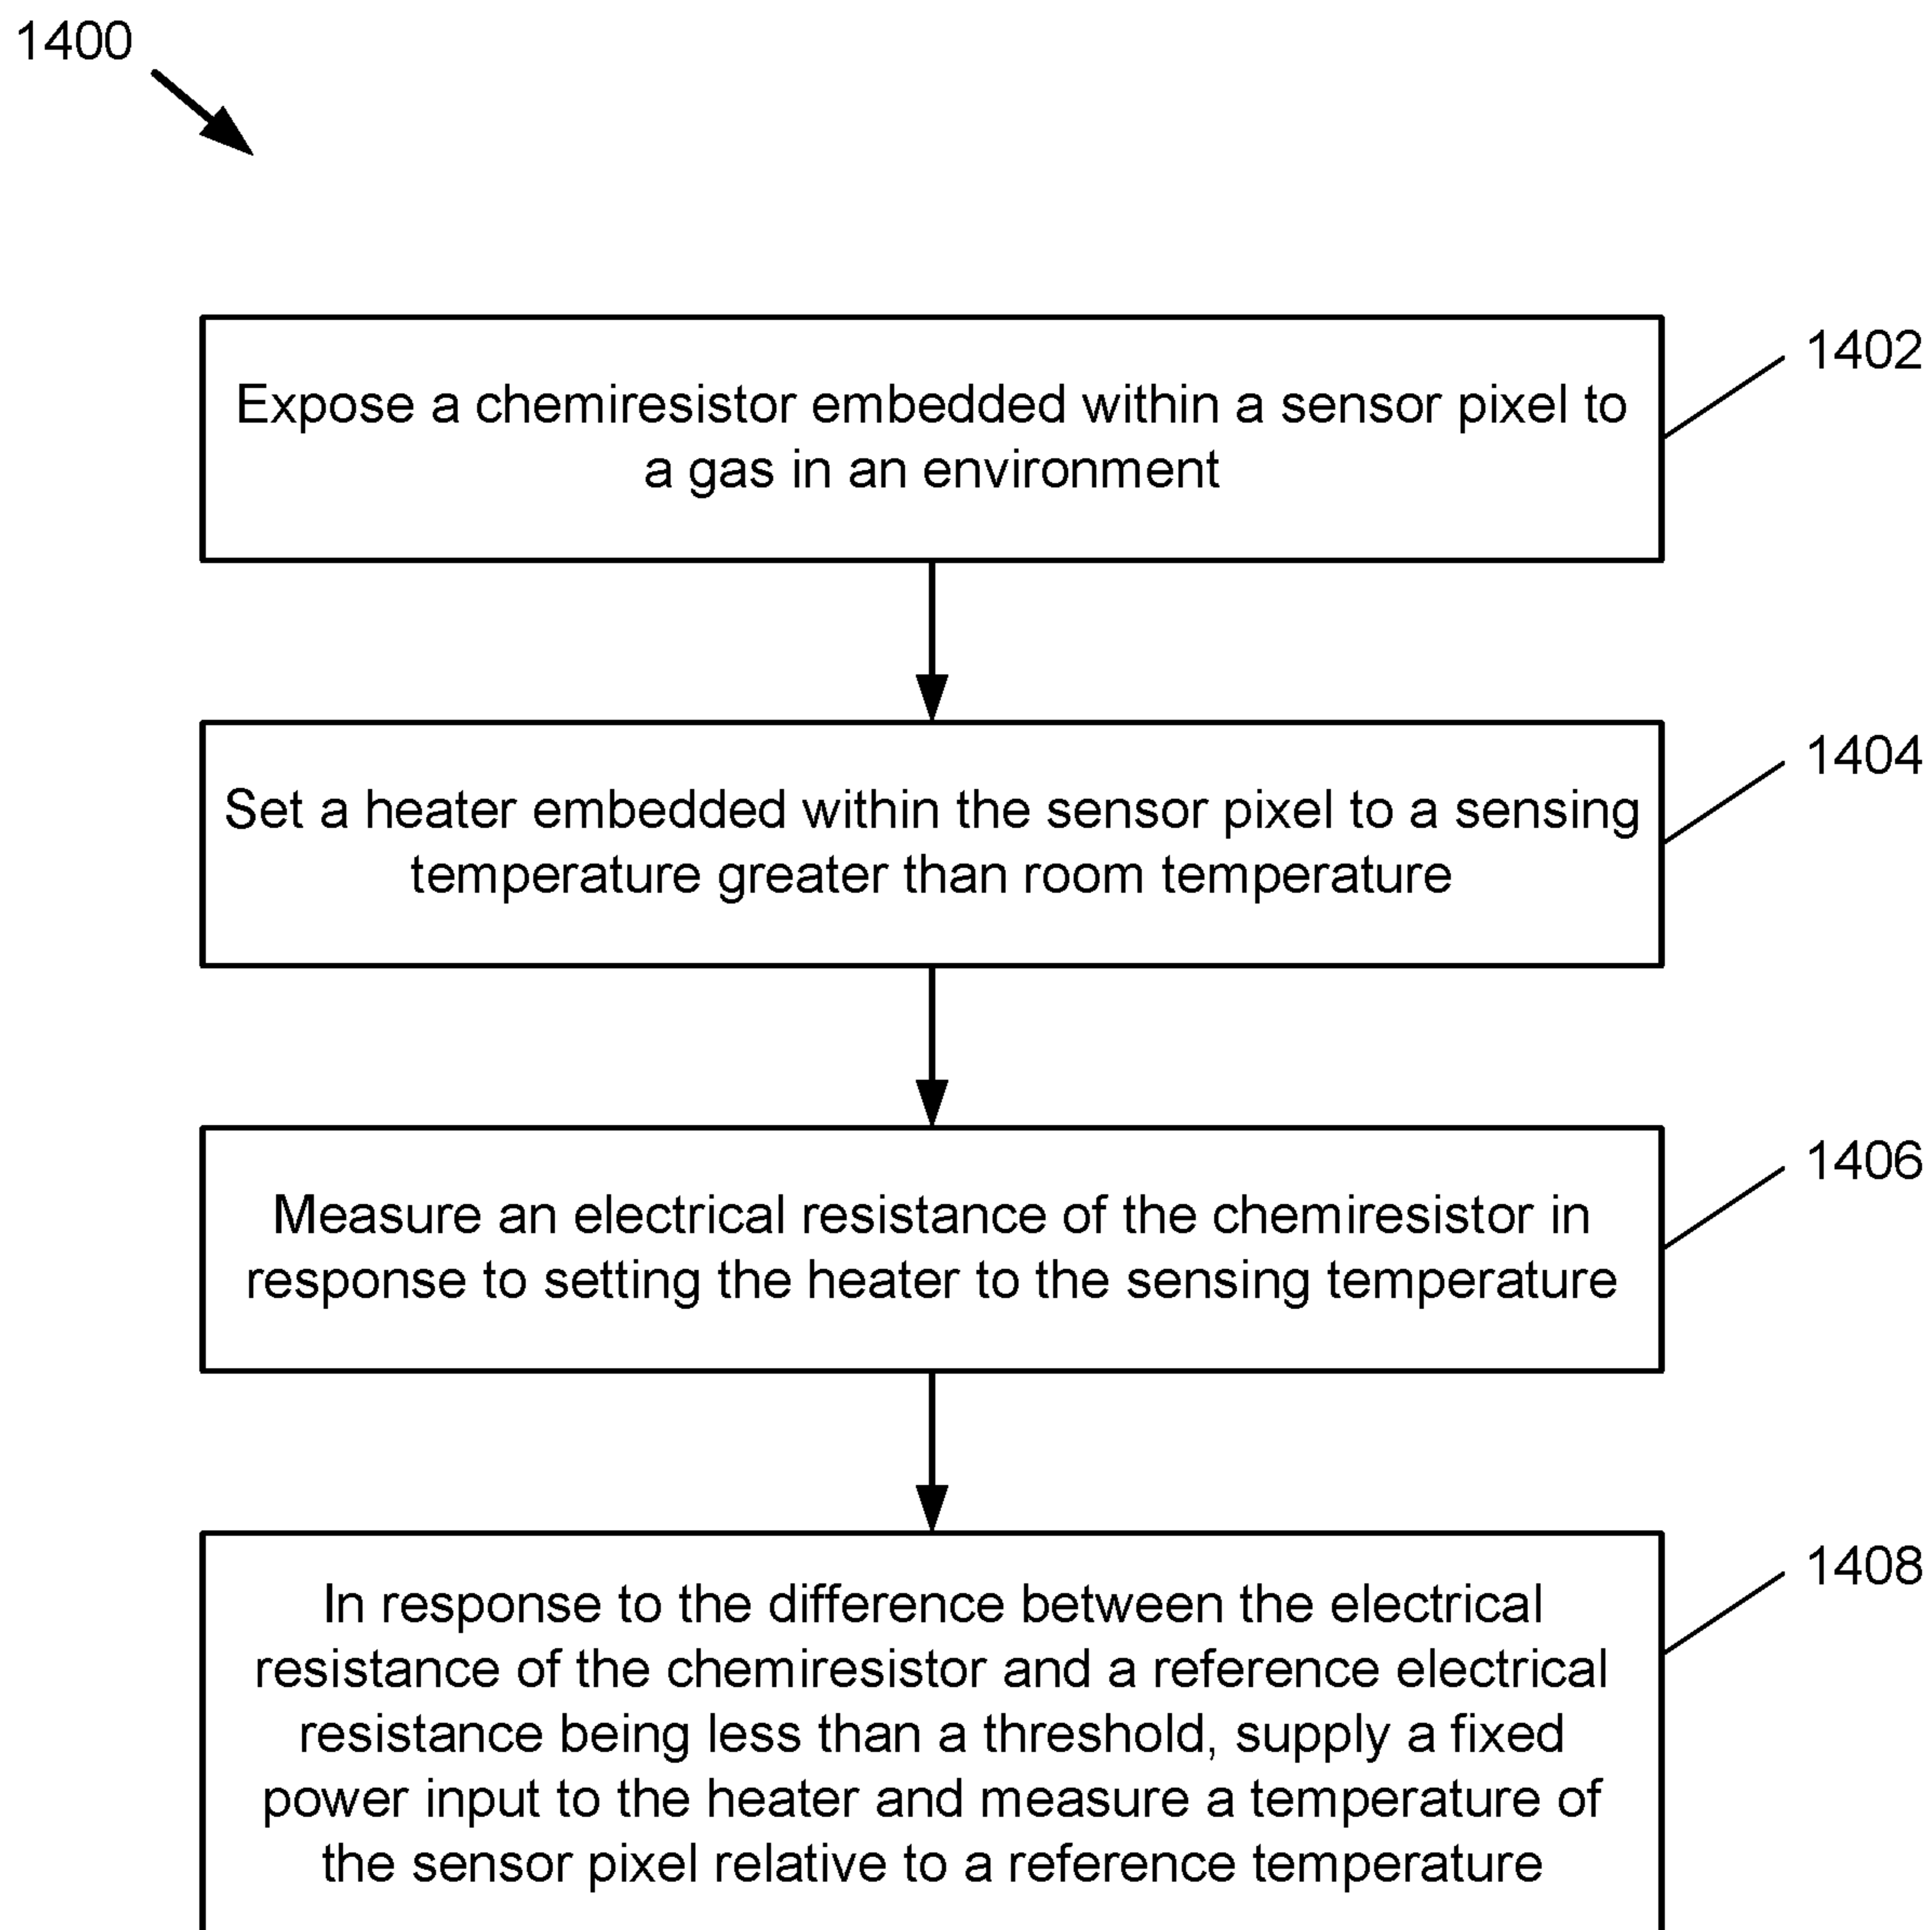 1400
Expose a chemiresistor embedded within a sensor pixel to
a gas in an environment
1402
Set a heater embedded within the sensor pixel to a sensing
temperature greater than room temperature
1404
Measure an electrical resistance of the chemiresistor in
response to setting the heater to the sensing temperature
1406
In response to the difference between the electrical
resistance of the chemiresistor and a reference electrical
resistance being less than a threshold, supply a fixed
power input to the heater and measure a temperature of
the sensor pixel relative to a reference temperature
1408